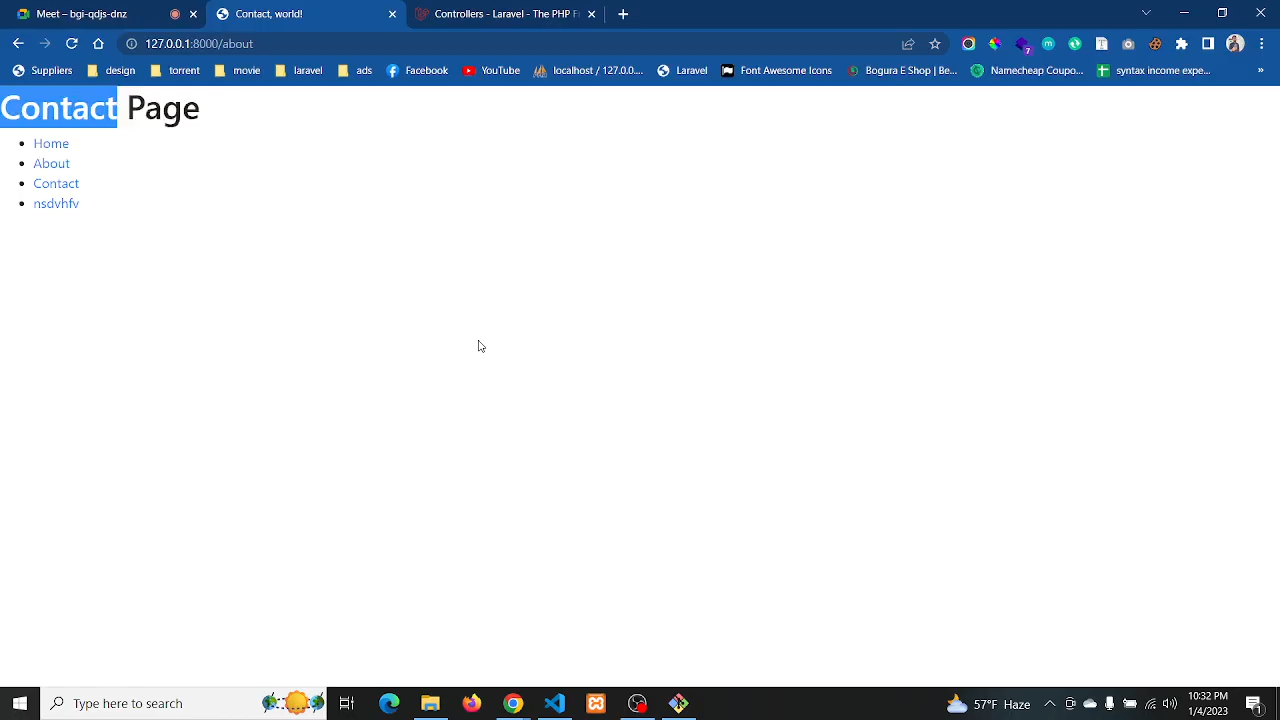 Meet – bgi-qdjs-dnz
Contact, world!
Controllers - Laravel - The PHP Fr
127.0.0.1:8000/about
7
Suppliers
design
torrent
movie
laravel
ads
Facebook
YouTube
localhost / 127.0.0....
Laravel
Font Awesome Icons
Bogura E Shop | Be...
Namecheap Coupo...
syntax income expe...
»
Contact Page
Home
About
Contact
nsdvhfv
Type here to search
57°F Haze
10:32 PM
1/4/2023